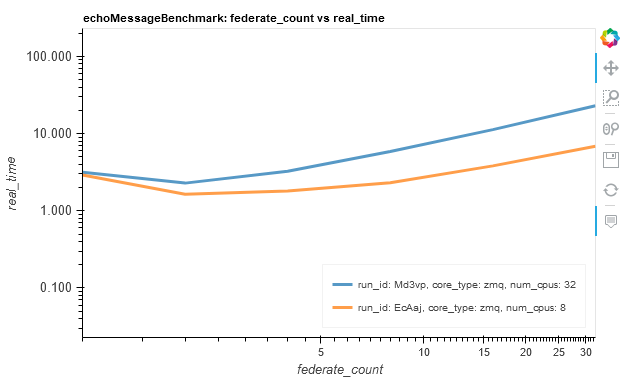 echoMessageBenchmark: federate_count vs real_time
100.000
10.000
1.000
0.100
real_time
run_id: Md3vp, core_type: zmq, num_cpus: 32
run_id: EcAaj, core_type: zmq, num_cpus: 8
5 10 15 20 25 30
federate_count